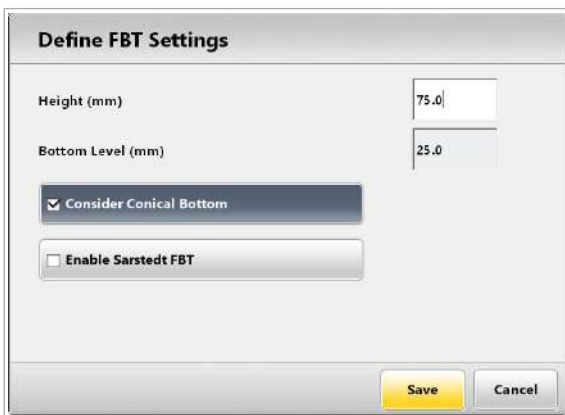 Define FBT Settings
Height (mm) 75.0
Bottom Level (mm) 25.0
Consider Conical Bottom
Enable Sarstedt FBT
Save Cancel